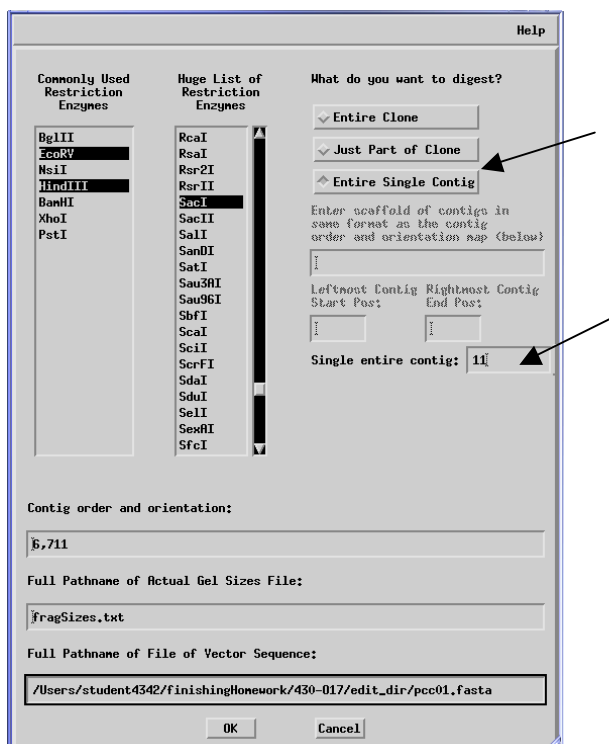 Help
Commonly Used
Restriction
Enzymes
BglII
EcoRV
NsiI
HindIII
BamHI
XhoI
PstI
Huge List of
Restriction
Enzymes
RcaI
RsaI
Rsr2I
RsrII
SacI
SacII
SalI
SanDI
SatI
Sau3AI
Sau96I
SbfI
ScaI
SciI
ScrFI
SdaI
SduI
SelI
SexAI
SfcI
What do you want to digest?
Entire Clone
Just Part of Clone
Entire Single Contig
Enter scaffold of contigs in
same format as the contig
order and orientation map (below)
Leftmost Contig Rightmost Contig
Start Pos: End Pos:
Single entire contig: 11
Contig order and orientation:
6,711
Full Pathname of Actual Gel Sizes File:
fragSizes.txt
Full Pathname of File of Vector Sequence:
/Users/student4342/finishingHomework/430-017/edit_dir/pcc01.fasta
OK Cancel